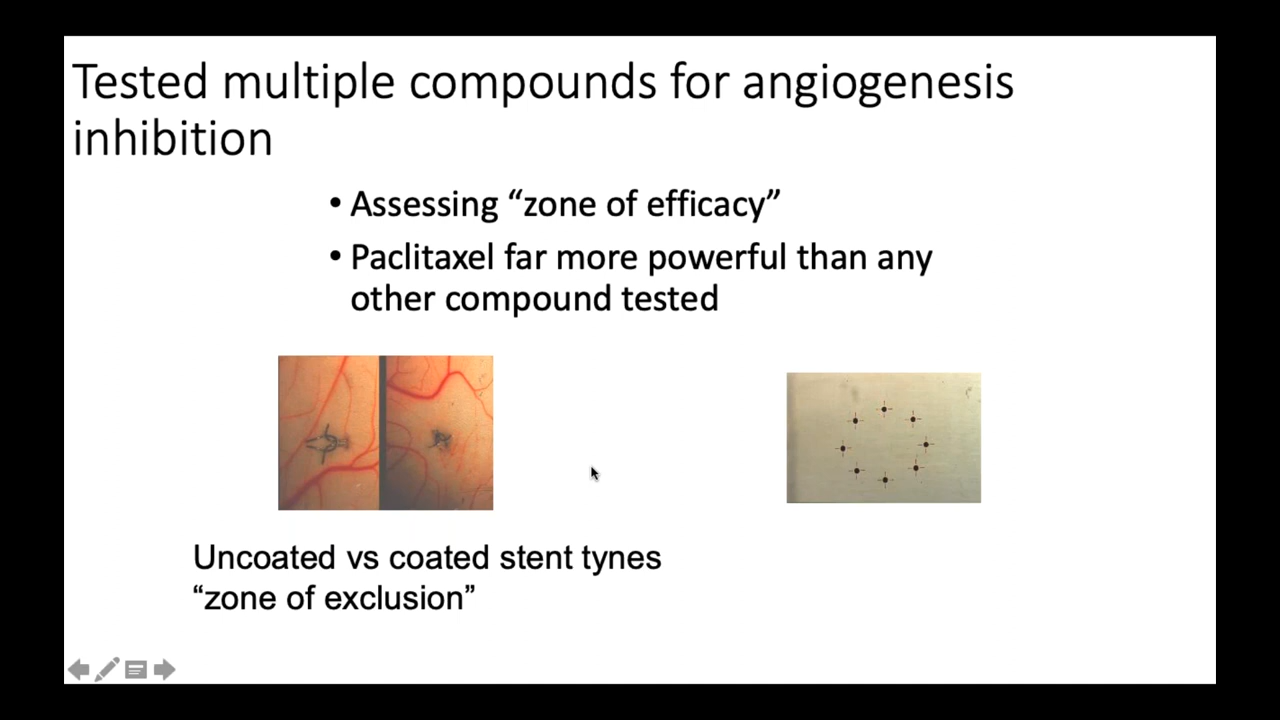 Tested multiple compounds for angiogenesis
inhibition
• Assessing “zone of efficacy”
• Paclitaxel far more powerful than any
other compound tested
Uncoated vs coated stent tynes
“zone of exclusion”